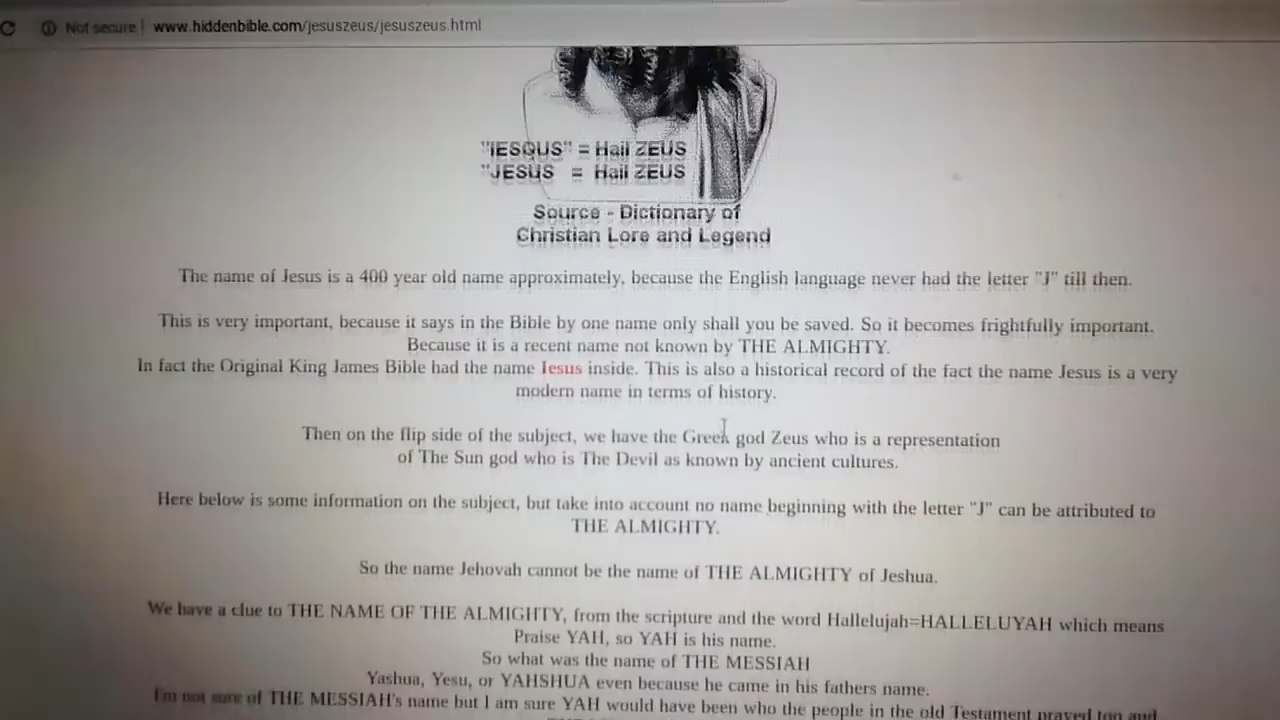 Not secure | www.hiddenbible.com/jesuszeus/jesuszeus.html
"IESOUS" = Hail ZEUS
"JESUS = Hail ZEUS
Source - Dictionary of
Christian Lore and Legend
The name of Jesus is a 400 year old name approximately, because the English language never had the letter "J" till then.
This is very important, because it says in the Bible by one name only shall you be saved. So it becomes frightfully important.
Because it is a recent name not known by THE ALMIGHTY.
In fact the Original King James Bible had the name Iesus inside. This is also a historical record of the fact the name Jesus is a very
modern name in terms of history.
Then on the flip side of the subject, we have the Greek god Zeus who is a representation
of The Sun god who is The Devil as known by ancient cultures.
Here below is some information on the subject, but take into account no name beginning with the letter "J" can be attributed to
THE ALMIGHTY.
So the name Jehovah cannot be the name of THE ALMIGHTY of Jeshua.
We have a clue to THE NAME OF THE ALMIGHTY, from the scripture and the word Hallelujah=HALLELUYAH which means
Praise YAH, so YAH is his name.
So what was the name of THE MESSIAH
Yashua, Yesu, or YAHSHUA even because he came in his fathers name.
I'm not sure of THE MESSIAH's name but I am sure YAH would have been who the people in the old Testament prayed too and